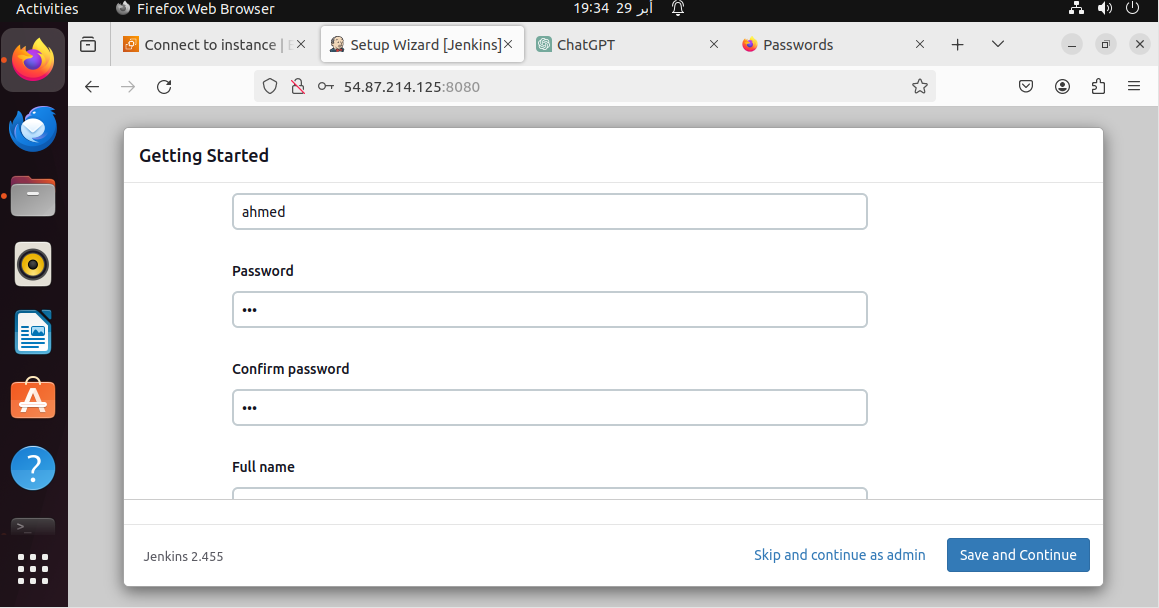 Activities
Firefox Web Browser
19:34 29 أبر
Connect to instance | E
Setup Wizard [Jenkins]
ChatGPT
Passwords
54.87.214.125:8080
Getting Started
ahmed
Password
•••
Confirm password
•••
Full name
Jenkins 2.455
Skip and continue as admin
Save and Continue